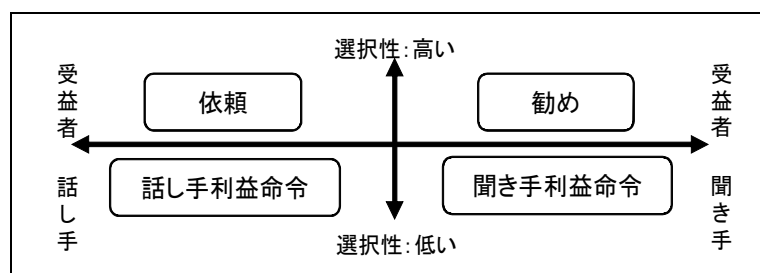 選択性：高い
受益者 話し手
依頼
勧め
受益者 聞き手
話し手利益命令
聞き手利益命令
選択性：低い